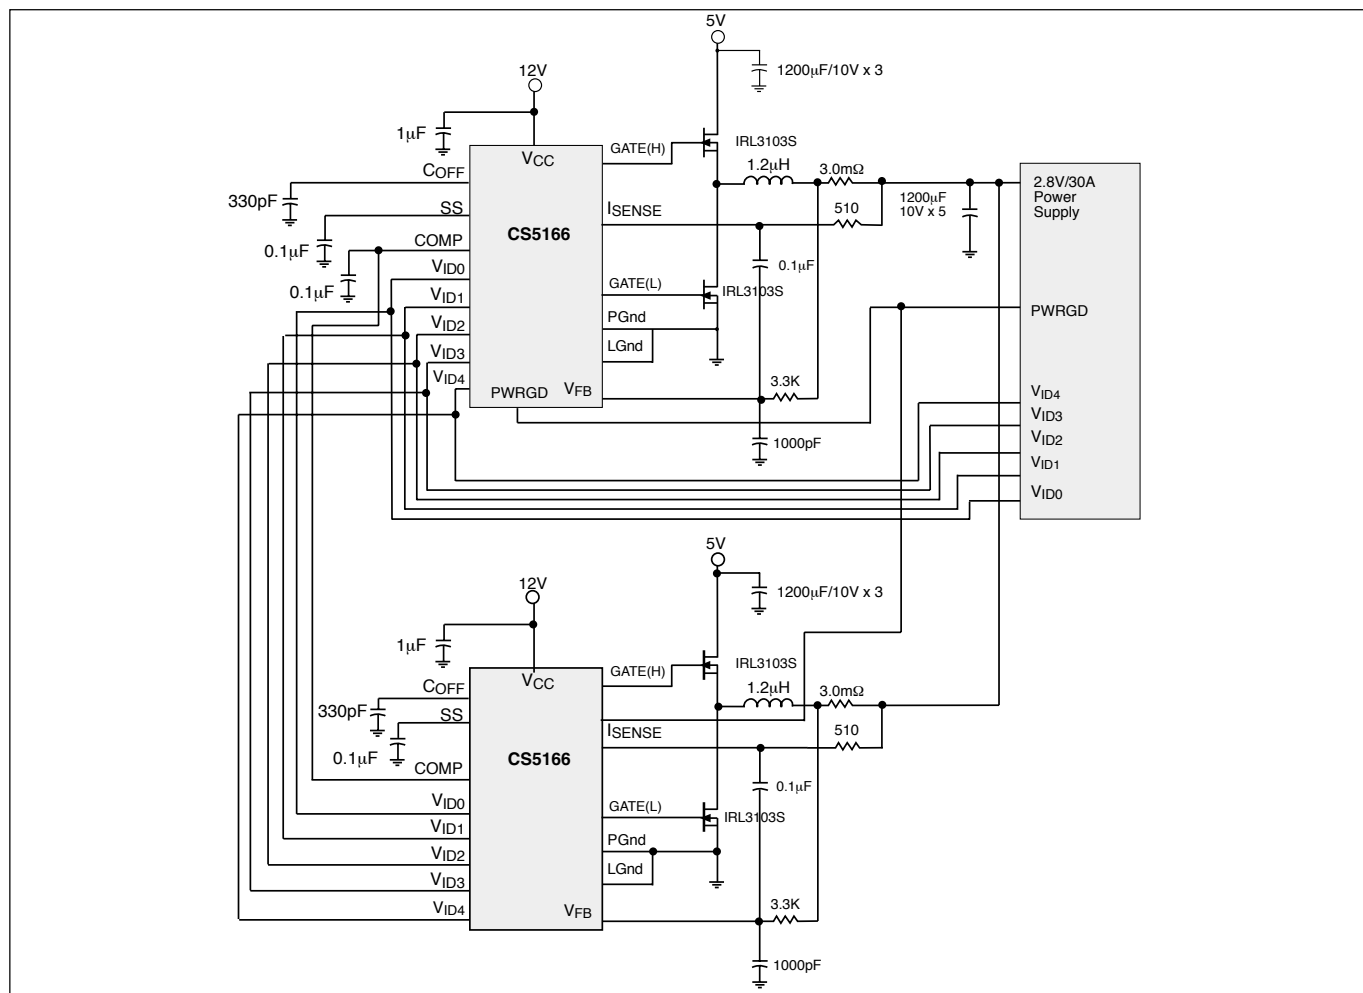 5V
1200µF/10V x 3
12V
1µF
VCC
GATE(H)
IRL3103S
COFF
1.2µH
3.0mΩ
2.8V/30A
Power
Supply
330pF
SS
ISENSE
510
1200µF
10V x 5
0.1µF
COMP
CS5166
0.1µF
VID0
0.1µF
GATE(L)
IRL3103S
VID1
PGnd
PWRGD
VID2
LGnd
VID3
VID4
PWRGD
VFB
3.3K
VID4
VID3
VID2
1000pF
VID1
VID0
5V
12V
1200µF/10V x 3
1µF
VCC
GATE(H)
IRL3103S
COFF
1.2µH
3.0mΩ
330pF
SS
ISENSE
510
0.1µF
COMP
CS5166
0.1µF
VID0
GATE(L)
IRL3103S
VID1
PGnd
VID2
LGnd
VID3
VID4
VFB
3.3K
1000pF